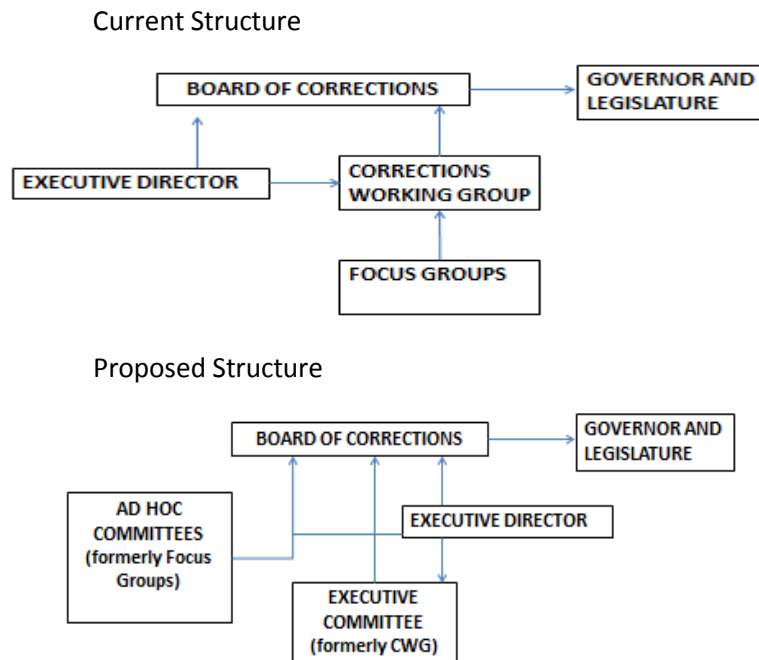 Current Structure
BOARD OF CORRECTIONS
GOVERNOR AND
LEGISLATURE
EXECUTIVE DIRECTOR
CORRECTIONS
WORKING GROUP
FOCUS GROUPS
Proposed Structure
BOARD OF CORRECTIONS
GOVERNOR AND
LEGISLATURE
AD HOC
COMMITTEES
(formerly Focus
Groups)
EXECUTIVE DIRECTOR
EXECUTIVE
COMMITTEE
(formerly CWG)